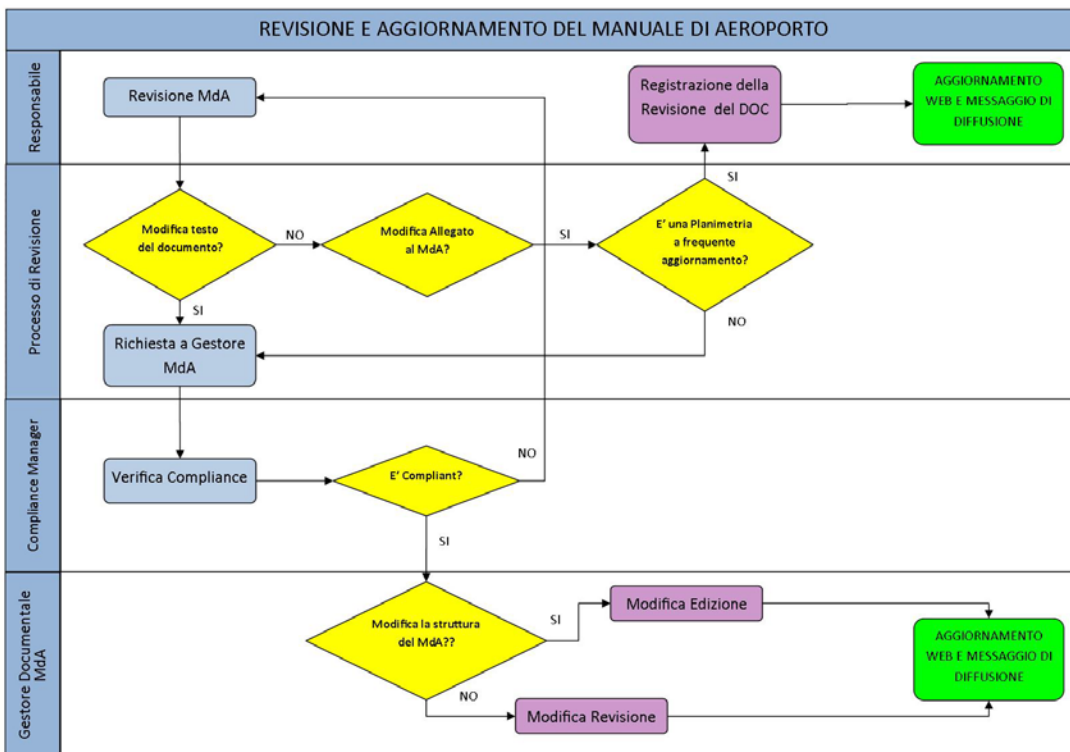 REVISIONE E AGGIORNAMENTO DEL MANUALE DI AEROPORTO
Responsabile
Revisione MdA
Registrazione della
Revisione del DOC
AGGIORNAMENTO
WEB E MESSAGGIO DI
DIFFUSIONE
Processo di Revisione
Modifica testo
del documento?
NO
Modifica Allegato
al MdA?
SI
E' una Planimetria
a frequente
aggiornamento?
SI
NO
SI
Richiesta a Gestore
MdA
Compliance Manager
Verifica Compliance
E' Compliant?
NO
SI
Gestore Documentale
MdA
Modifica la struttura
del MdA??
SI
Modifica Edizione
NO
Modifica Revisione
AGGIORNAMENTO
WEB E MESSAGGIO DI
DIFFUSIONE